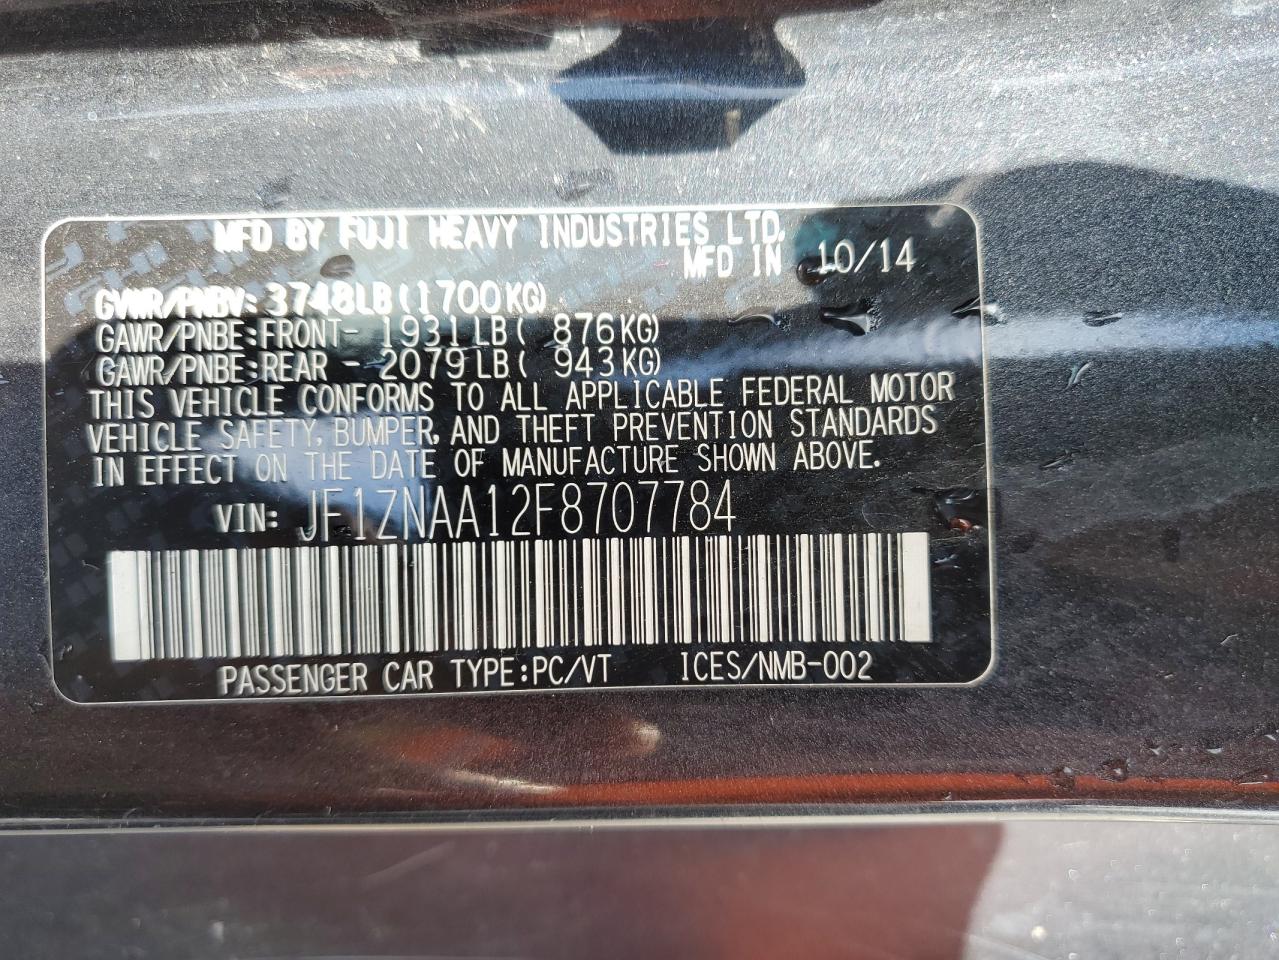 MFD BY FUJI HEAVY INDUSTRIES LTD.
MFD IN 10/14
GVWR/PNBV: 3748LB(1700KG)
GAWR/PNBE:FRONT- 1931LB( 876KG)
GAWR/PNBE:REAR - 2079LB( 943KG)
THIS VEHICLE CONFORMS TO ALL APPLICABLE FEDERAL MOTOR
VEHICLE SAFETY, BUMPER, AND THEFT PREVENTION STANDARDS
IN EFFECT ON THE DATE OF MANUFACTURE SHOWN ABOVE.
VIN: JF1ZNAA12F8707784
PASSENGER CAR TYPE:PC/VT ICES/NMB-002